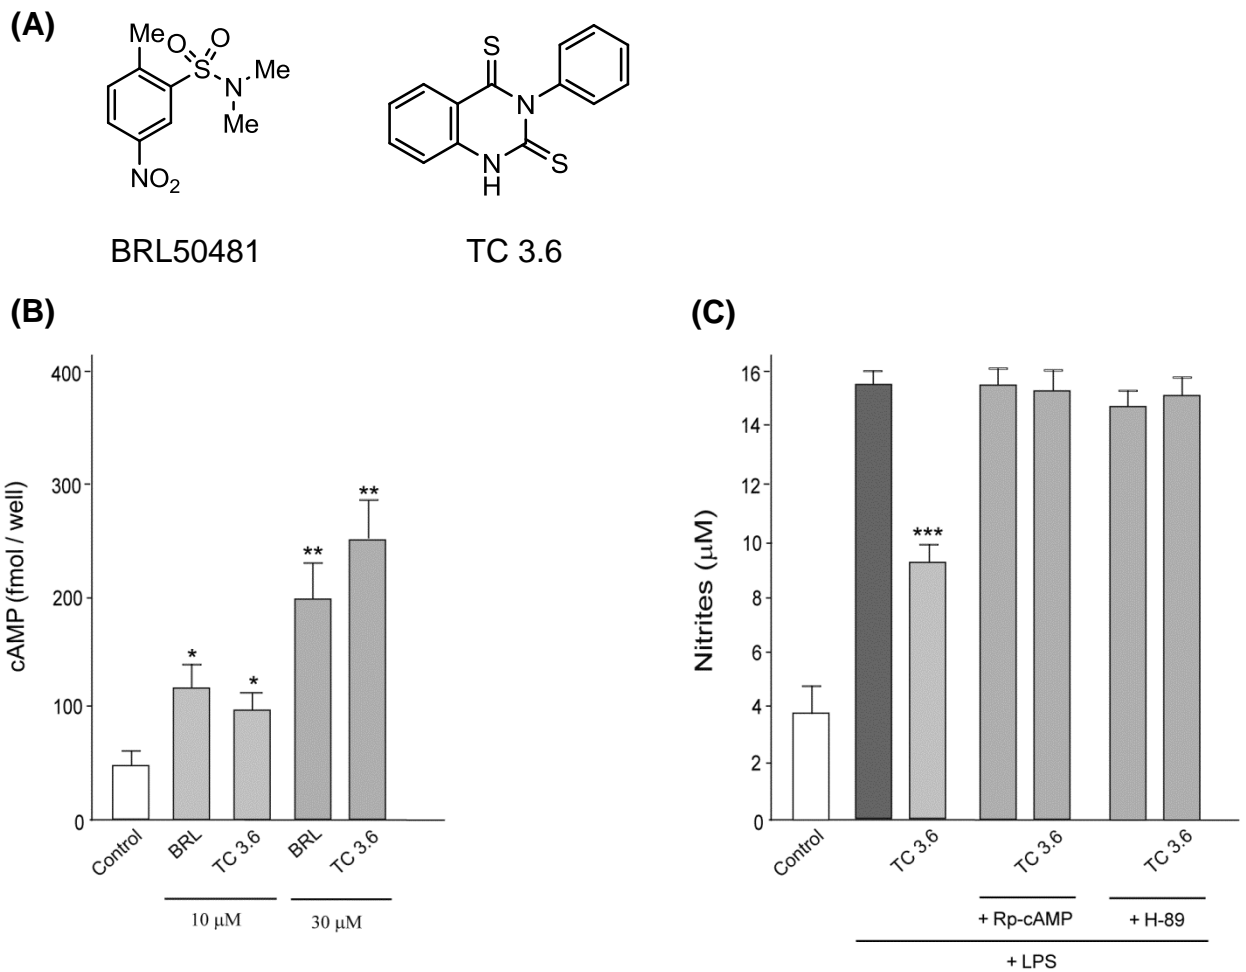 (A)
Me
O
O
S
N
Me
Me
NO2
S
N
N
H
S
BRL50481
TC 3.6
(B)
(C)
cAMP (fmol / well)
400
300
200
100
0
*
*
**
**
Control
BRL
TC 3.6
BRL
TC 3.6
10 μM
30 μM
Nitrites (μM)
16
14
12
10
8
6
4
2
0
***
Control
TC 3.6
TC 3.6
TC 3.6
+ Rp-cAMP
+ H-89
+ LPS